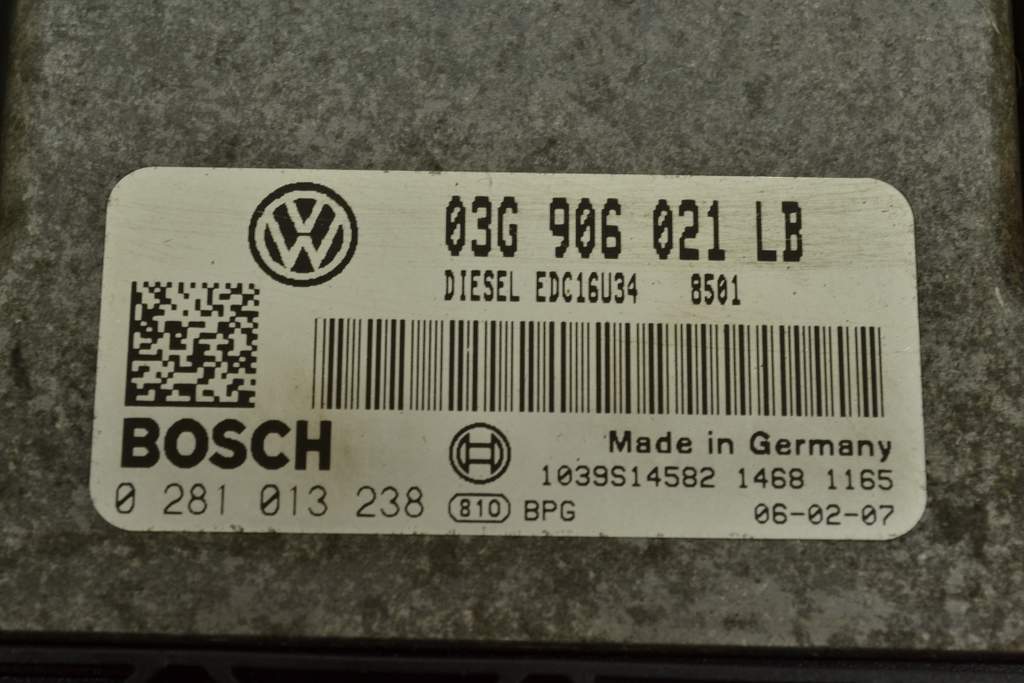 03G 906 021 LB
DIESEL EDC16U34 8501
BOSCH
Made in Germany
1039S14582 1468 1165
0 281 013 238 810 BPG 06-02-07